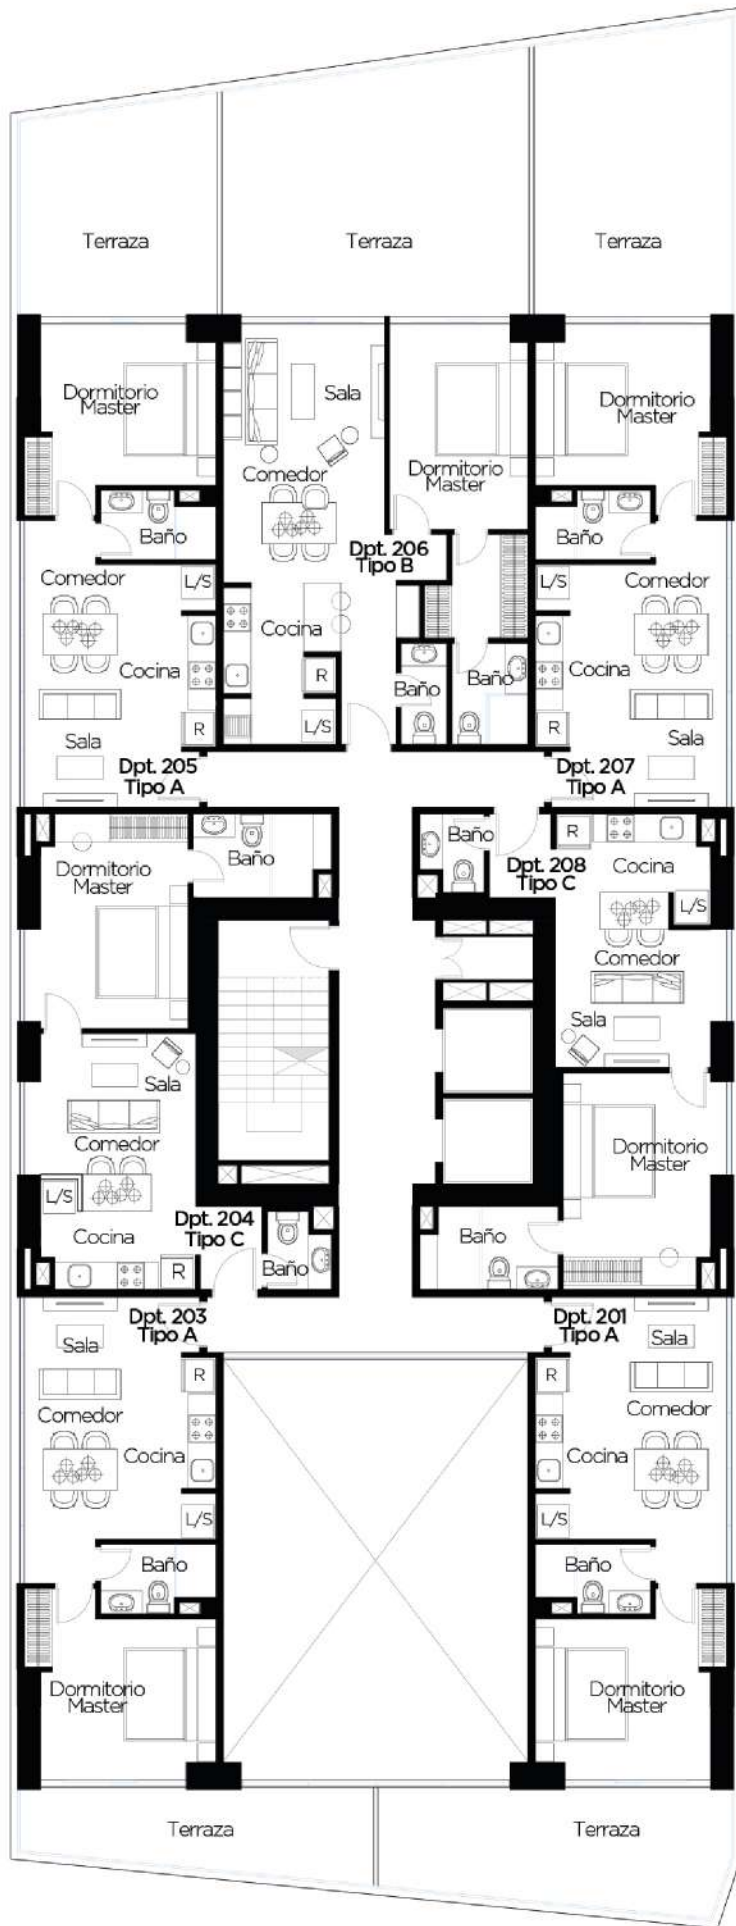 Terraza
Terraza
Terraza
Dormitorio
Master
Sala
Dormitorio
Master
Comedor
Dormitorio
Master
Baño
Dpt. 206
Tipo B
Baño
Comedor
L/S
L/S
Comedor
Cocina
Cocina
Cocina
R
Baño
Baño
Sala
R
L/S
R
Sala
Dpt. 205
Tipo A
Dpt. 207
Tipo A
Baño
R
Dormitorio
Master
Baño
Dpt. 208
Tipo C
Cocina
L/S
Comedor
Sala
Sala
Comedor
Dormitorio
Master
L/S
Cocina
Dpt. 204
Tipo C
Baño
R
Baño
Dpt. 203
Tipo A
Dpt. 201
Tipo A
Sala
Sala
R
R
Comedor
Comedor
Cocina
Cocina
L/S
L/S
Baño
Baño
Dormitorio
Master
Dormitorio
Master
Terraza
Terraza